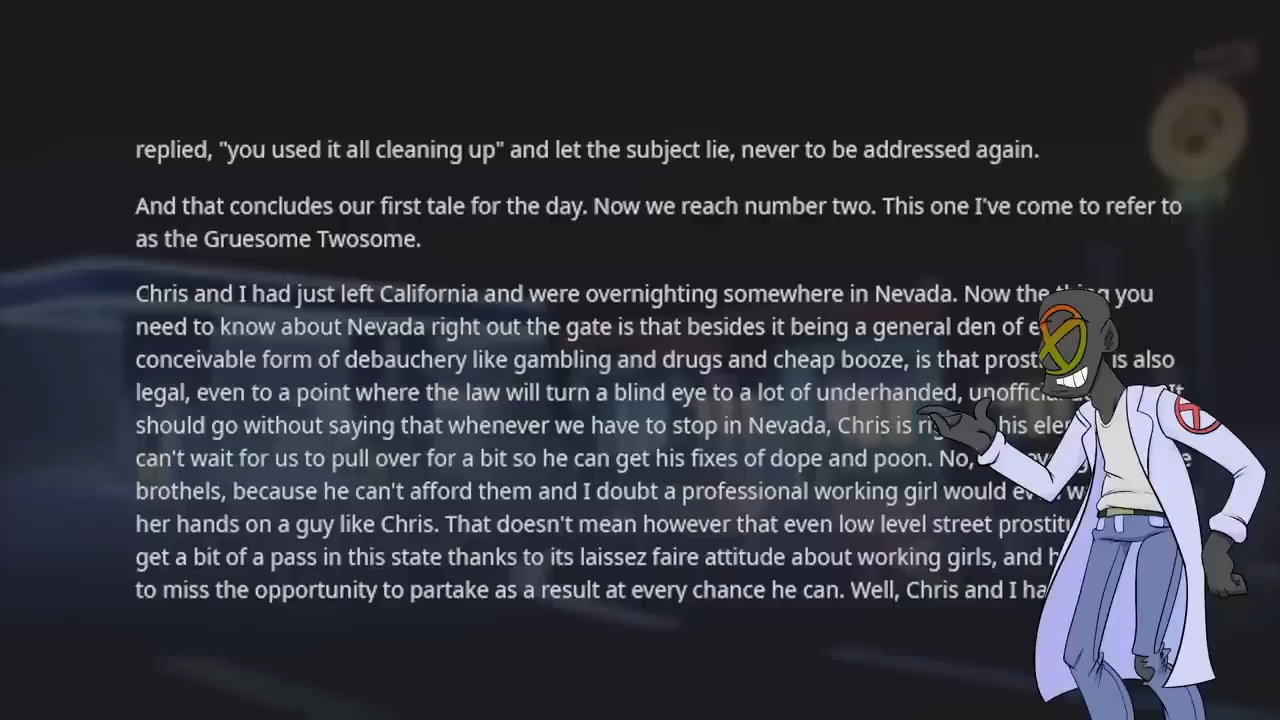 replied, "you used it all cleaning up" and let the subject lie, never to be addressed again.
And that concludes our first tale for the day. Now we reach number two. This one I've come to refer to
as the Gruesome Twosome.
Chris and I had just left California and were overnighting somewhere in Nevada. Now the thing you
need to know about Nevada right out the gate is that besides it being a general den of
conceivable form of debauchery like gambling and drugs and cheap booze, is that is also
legal, even to a point where the law will turn a blind eye to a lot of underhanded, It
should go without saying that whenever we have to stop in Nevada, Chris is his
can't wait for us to pull over for a bit so he can get his fixes of dope and poon. No,
brothels, because he can't afford them and I doubt a professional working girl would
her hands on a guy like Chris. That doesn't mean however that even low level street
get a bit of a pass in this state thanks to its laissez faire attitude about working girls, and
to miss the opportunity to partake as a result at every chance he can. Well, Chris and I